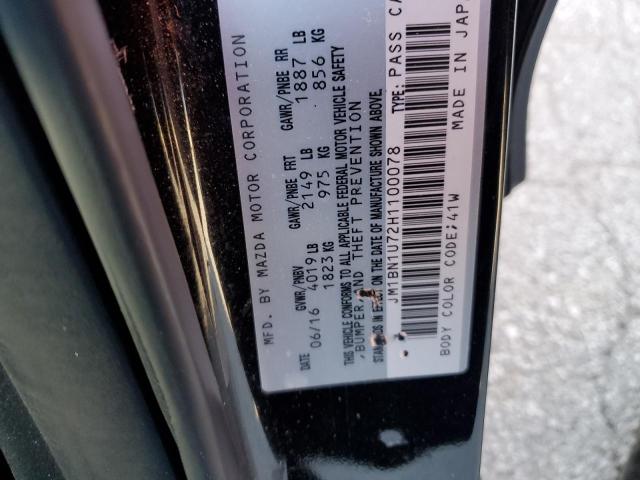 MFD. BY MAZDA MOTOR CORPORATION
DATE GVWR/PNBV GAWR/PNBE FRT GAWR/PNBE RR
06/16 4019 LB 2149 LB 1887 LB
1823 KG 975 KG 856 KG
THIS VEHICLE CONFORMS TO ALL APPLICABLE FEDERAL MOTOR VEHICLE SAFETY
,BUMPER, AND THEFT PREVENTION
STANDARDS IN EFFECT ON THE DATE OF MANUFACTURE SHOWN ABOVE.
JM1BN1U72H1100078 TYPE: PASS CA
BODY COLOR CODE;41W MADE IN JAP